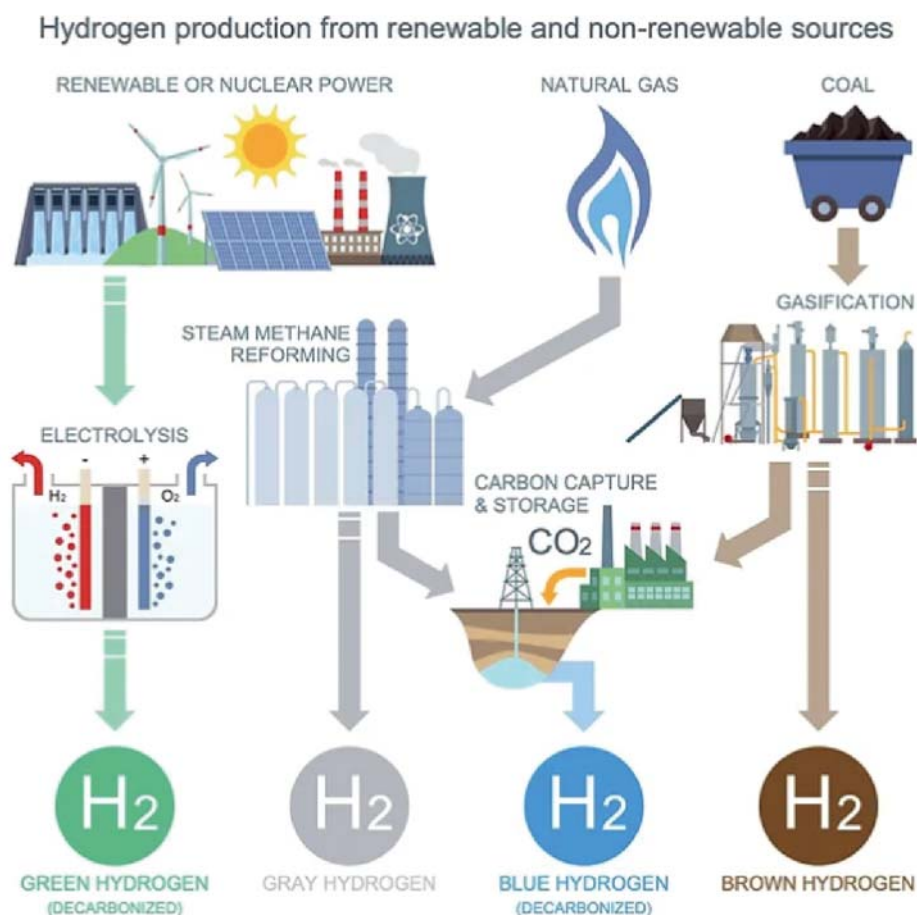 Hydrogen production from renewable and non-renewable sources
RENEWABLE OR NUCLEAR POWER
NATURAL GAS
COAL
GASIFICATION
STEAM METHANE
REFORMING
ELECTROLYSIS
- +
H2 O2
CARBON CAPTURE
& STORAGE
CO2
H2
GREEN HYDROGEN
(DECARBONIZED)
H2
GRAY HYDROGEN
H2
BLUE HYDROGEN
(DECARBONIZED)
H2
BROWN HYDROGEN